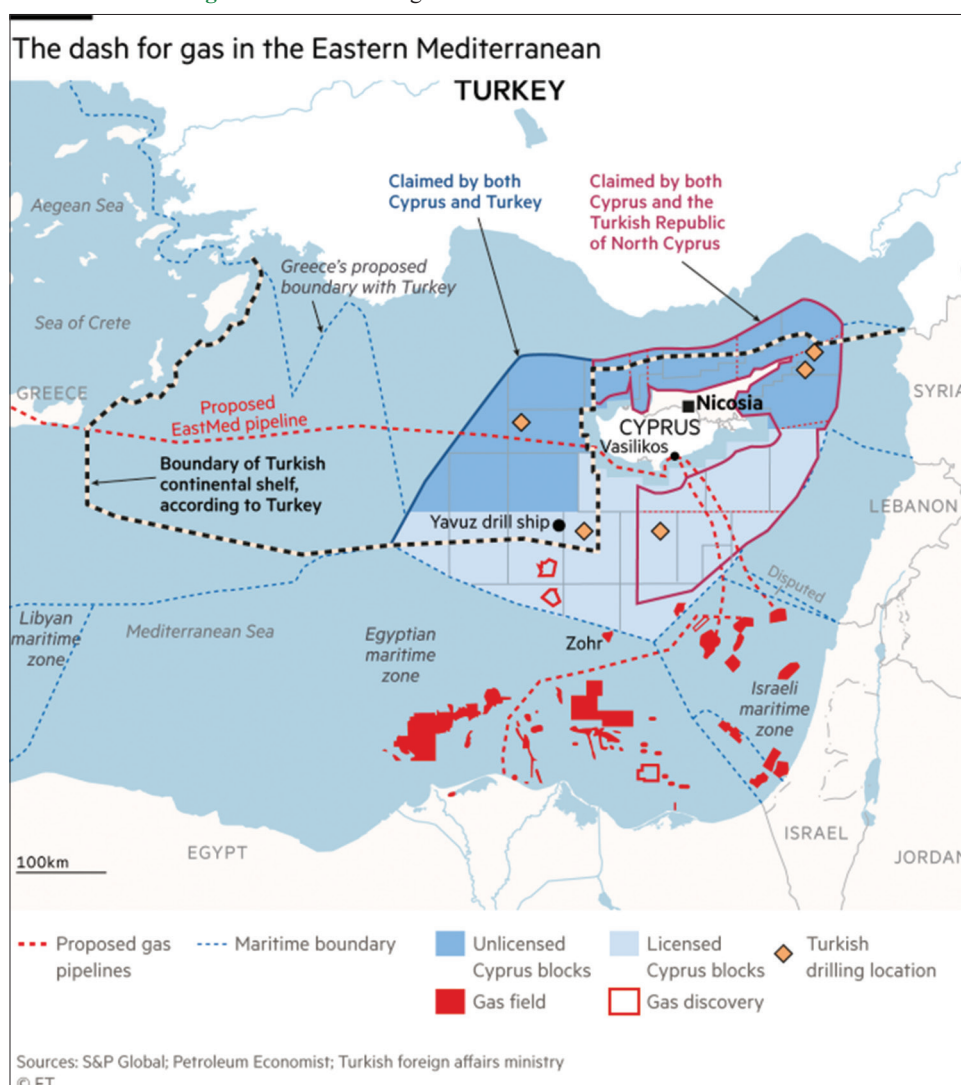 The dash for gas in the Eastern Mediterranean
TURKEY
Claimed by both
Cyprus and Turkey
Claimed by both
Cyprus and the
Turkish Republic
of North Cyprus
Aegean Sea
Greece's proposed
boundary with Turkey
Sea of Crete
GREECE
Proposed
EastMed pipeline
Nicosia
CYPRUS
Vasilikos
SYRIA
Boundary of Turkish
continental shelf,
according to Turkey
Yavuz drill ship
LEBANON
Disputed
Libyan
maritime
zone
Mediterranean Sea
Egyptian
maritime
zone
Zohr
Israeli
maritime
zone
EGYPT
ISRAEL
JORDAN
100km
Proposed gas
pipelines
Maritime boundary
Unlicensed
Cyprus blocks
Licensed
Cyprus blocks
Turkish
drilling location
Gas field
Gas discovery
Sources: S&P Global; Petroleum Economist; Turkish foreign affairs ministry
© FT